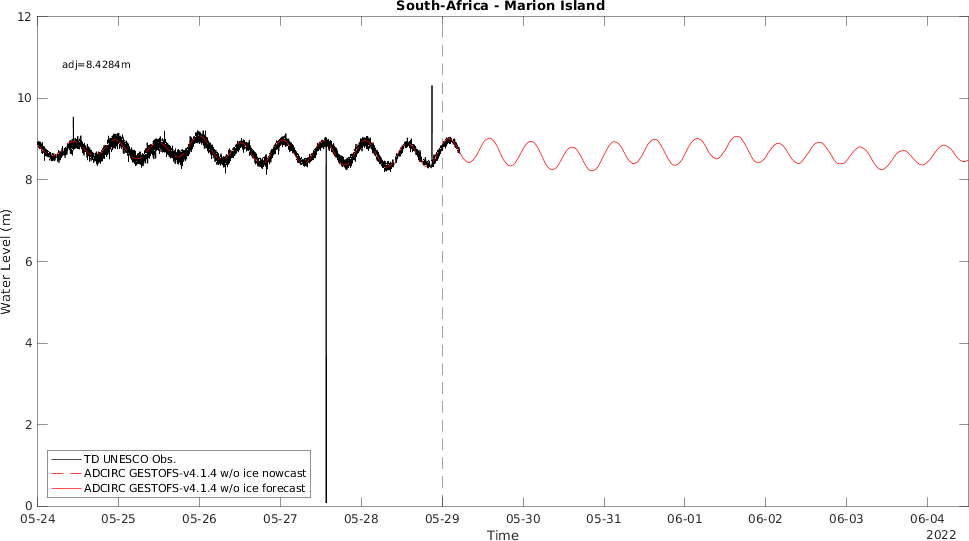 South-Africa - Marion Island
12
adj=8.4284m
10
8
6
4
2
0
Water Level (m)
TD UNESCO Obs.
ADCIRC GESTOFS-v4.1.4 w/o ice nowcast
ADCIRC GESTOFS-v4.1.4 w/o ice forecast
05-24 05-25 05-26 05-27 05-28 05-29 05-30 05-31 06-01 06-02 06-03 06-04
Time
2022